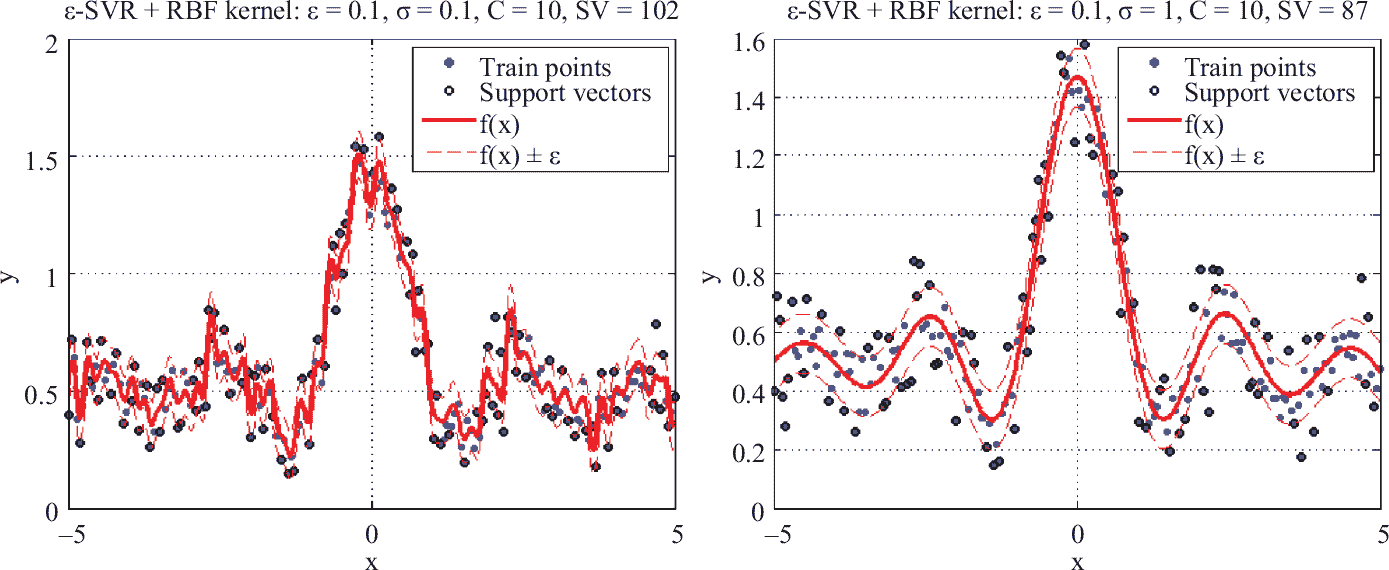 ε-SVR + RBF kernel: ε = 0.1, σ = 0.1, C = 10, SV = 102
2
1.5
1
0.5
0
y
–5
0
5
x
Train points
Support vectors
f(x)
f(x) ± ε
ε-SVR + RBF kernel: ε = 0.1, σ = 1, C = 10, SV = 87
1.6
1.4
1.2
1
0.8
0.6
0.4
0.2
0
y
–5
0
5
x
Train points
Support vectors
f(x)
f(x) ± ε